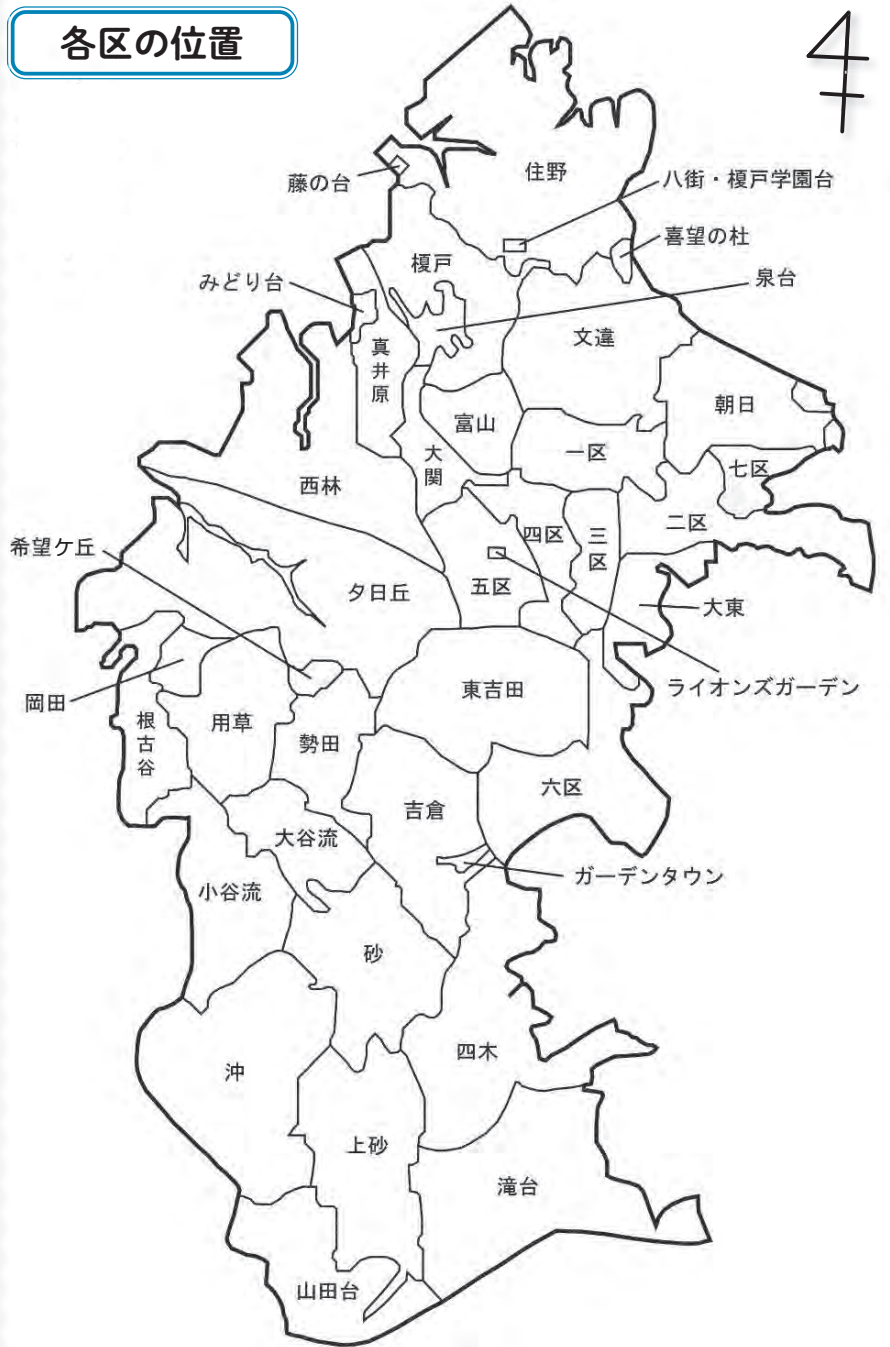 各区の位置
住野
藤の台
八街・榎戸学園台
喜望の杜
榎戸
泉台
みどり台
文違
真井原
朝日
富山
一区
大関
七区
西林
二区
四区
三区
希望ケ丘
五区
夕日丘
大東
ライオンズガーデン
東吉田
岡田
根古谷
用草
勢田
六区
吉倉
大谷流
ガーデンタウン
小谷流
砂
四木
沖
上砂
滝台
山田台